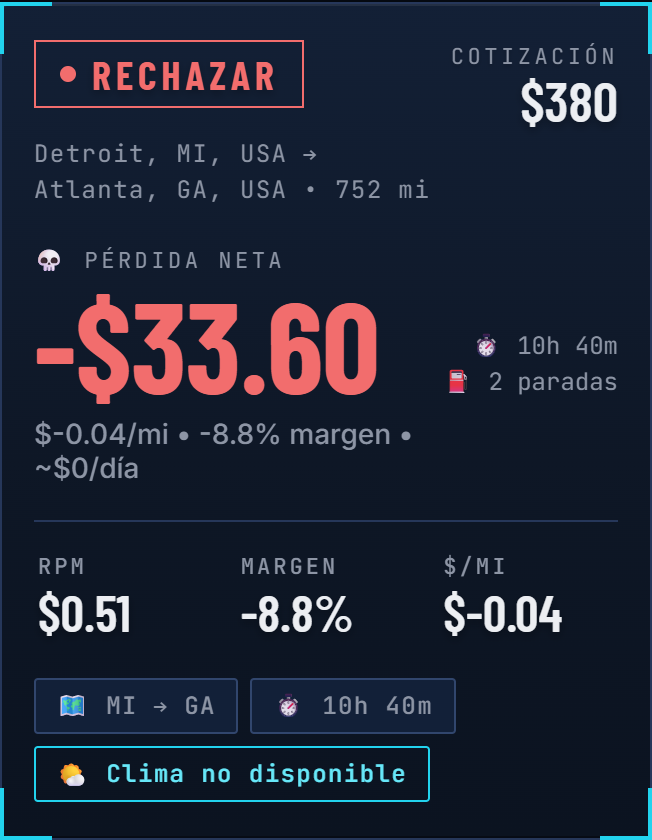 RECHAZAR
COTIZACIÓN
$380
Detroit, MI, USA →
Atlanta, GA, USA • 752 mi
PÉRDIDA NETA
-$33.60
10h 40m
2 paradas
$-0.04/mi • -8.8% margen •
~$0/día
RPM
MARGEN
$/MI
$0.51
-8.8%
$-0.04
MI → GA
10h 40m
Clima no disponible